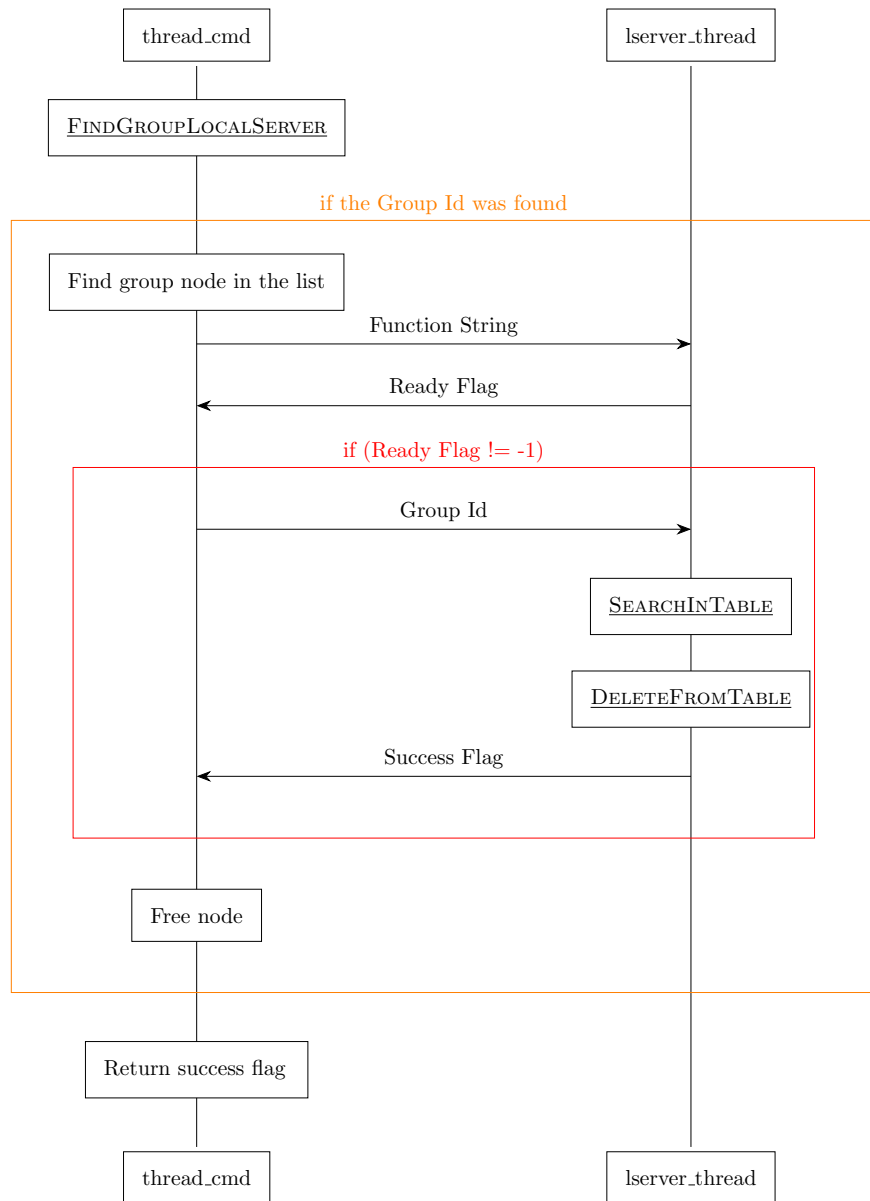 thread_cmd
lserver_thread
FINDGROUPLOCALSERVER
if the Group Id was found
Find group node in the list
Function String
Ready Flag
if (Ready Flag != -1)
Group Id
SEARCHINTABLE
DELETEFROMTABLE
Success Flag
Free node
Return success flag
thread_cmd
lserver_thread